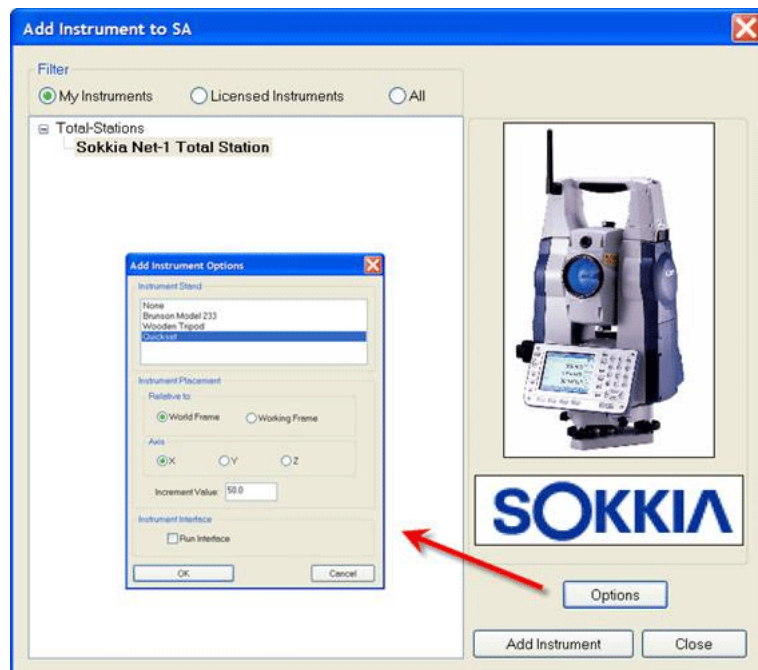 Add Instrument to SA
Filter
My Instruments
Licensed Instruments
All
Total-Stations
Sokkia Net-1 Total Station
Add Instrument Options
Instrument Stand
None
Brunson Model 233
Wooden Tripod
Quickset
Instrument Placement
Relative to:
World Frame
Working Frame
Axis
X
Y
Z
Increment Value: 50.0
Instrument Interface
Run Interface
OK
Cancel
SOKKIA
Options
Add Instrument
Close